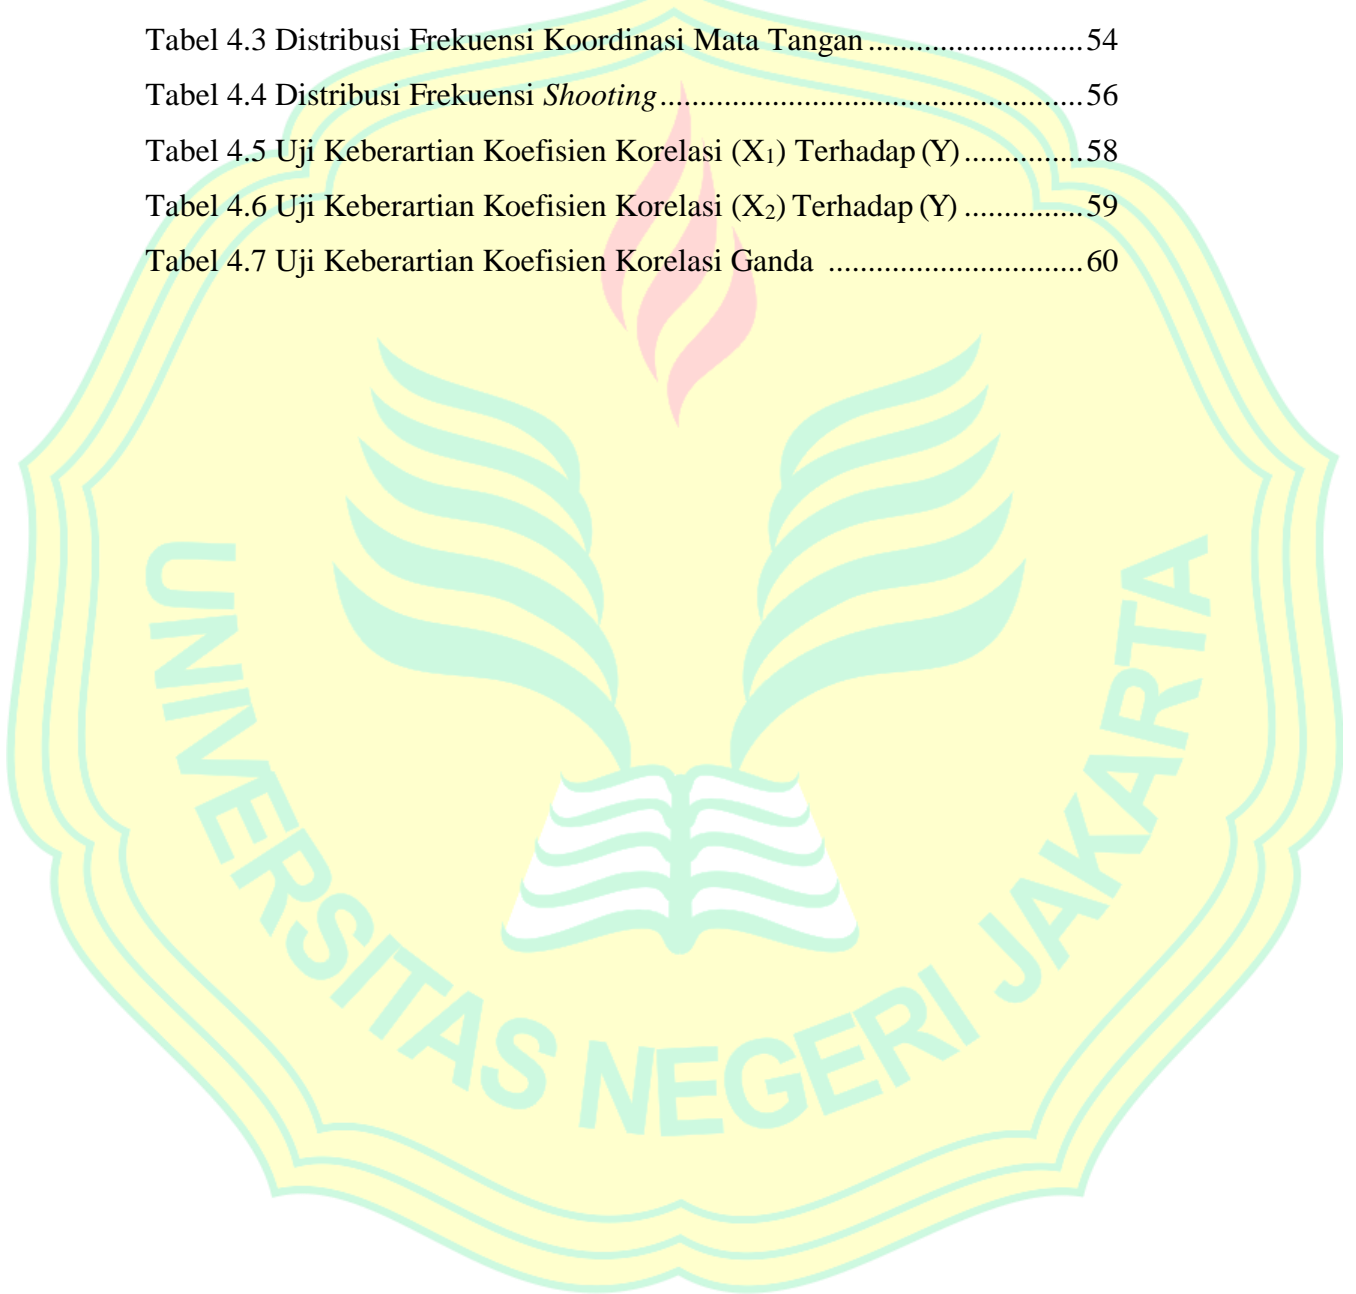 Tabel 4.3 Distribusi Frekuensi Koordinasi Mata Tangan ........................... 54
Tabel 4.4 Distribusi Frekuensi Shooting ..................................................... 56
Tabel 4.5 Uji Keberartian Koefisien Korelasi (X₁) Terhadap (Y) ............... 58
Tabel 4.6 Uji Keberartian Koefisien Korelasi (X₂) Terhadap (Y) ............... 59
Tabel 4.7 Uji Keberartian Koefisien Korelasi Ganda ................................ 60
UNIVERSITAS NEGERI JAKARTA